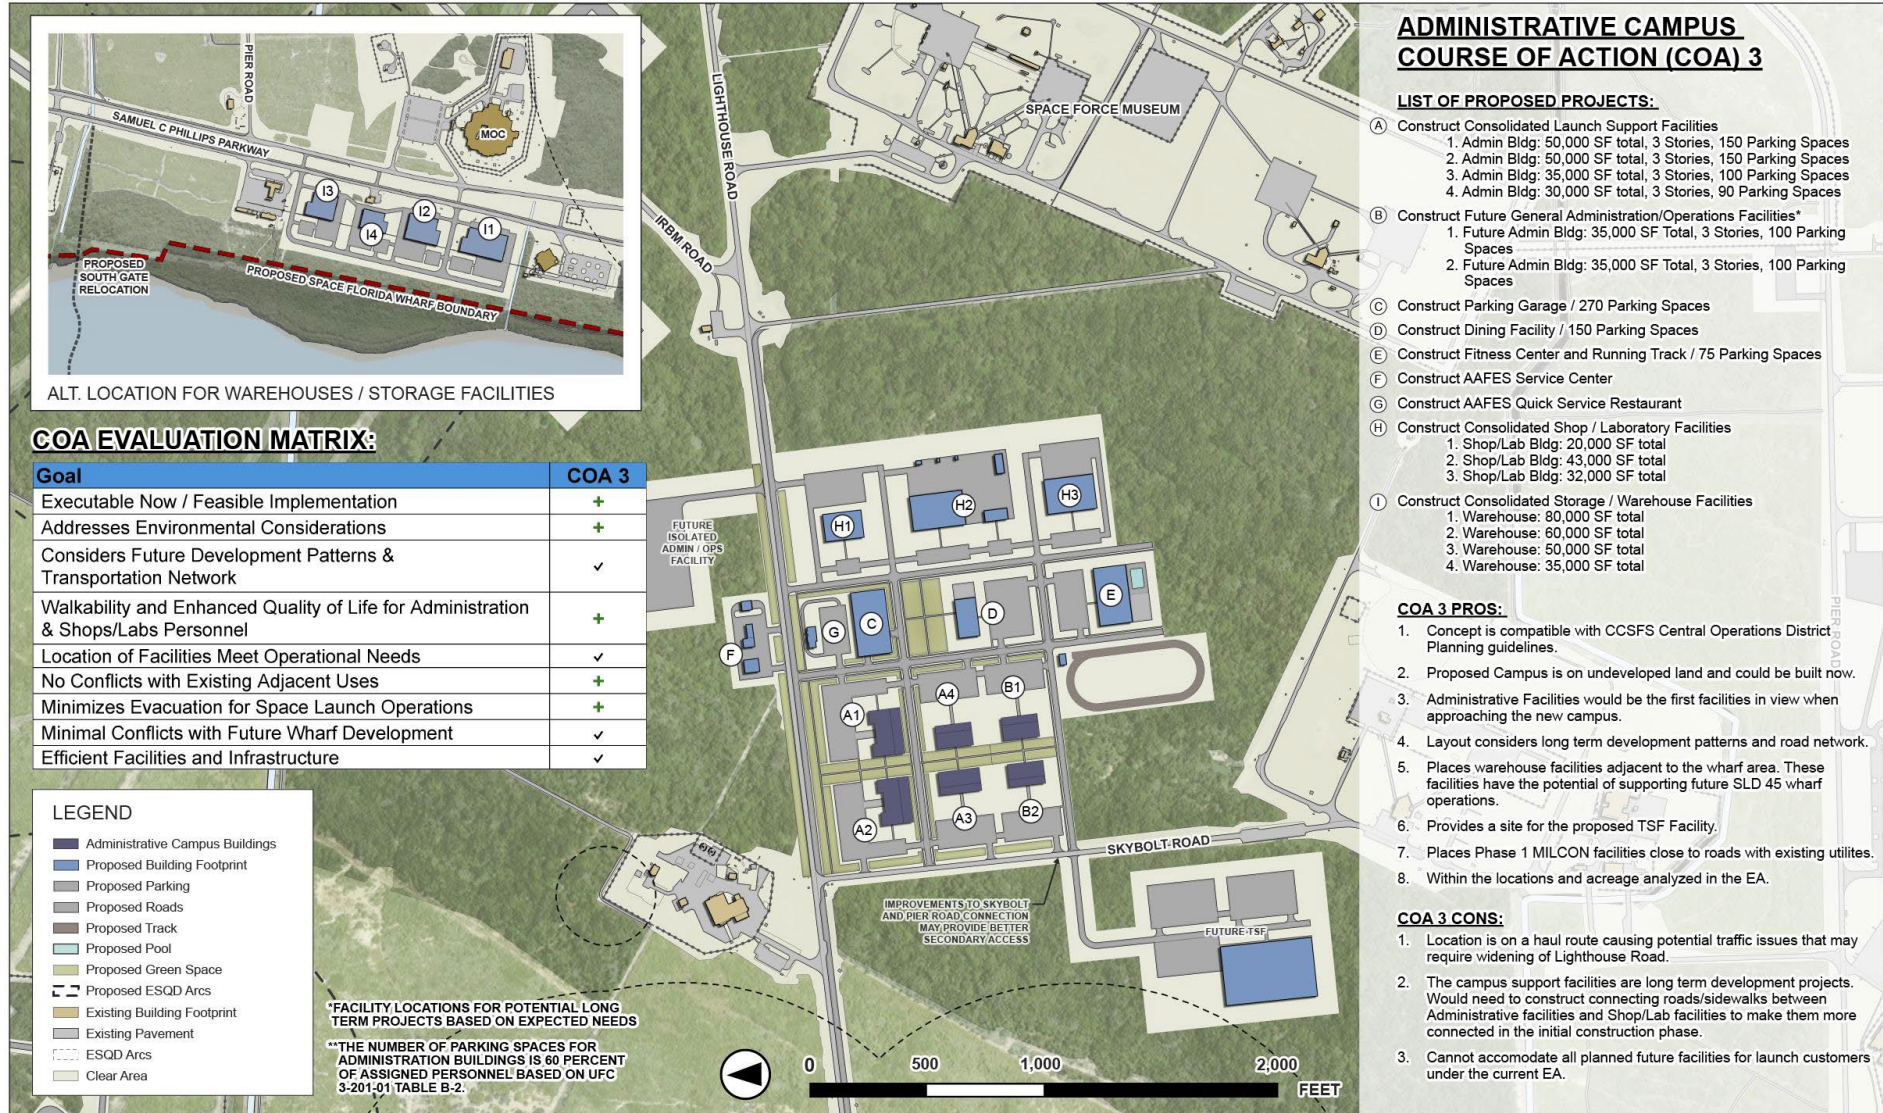 PIER ROAD
SAMUEL C PHILLIPS PARKWAY
MOC
I3
I4
I2
I1
PROPOSED
SOUTH GATE
RELOCATION
PROPOSED SPACE FLORIDA WHARF BOUNDARY
ALT. LOCATION FOR WAREHOUSES / STORAGE FACILITIES
COA EVALUATION MATRIX:
Goal COA 3
Executable Now / Feasible Implementation +
Addresses Environmental Considerations +
Considers Future Development Patterns &
Transportation Network ✓
Walkability and Enhanced Quality of Life for Administration
& Shops/Labs Personnel +
Location of Facilities Meet Operational Needs ✓
No Conflicts with Existing Adjacent Uses +
Minimizes Evacuation for Space Launch Operations +
Minimal Conflicts with Future Wharf Development ✓
Efficient Facilities and Infrastructure ✓
LEGEND
Administrative Campus Buildings
Proposed Building Footprint
Proposed Parking
Proposed Roads
Proposed Track
Proposed Pool
Proposed Green Space
Proposed ESQD Arcs
Existing Building Footprint
Existing Pavement
ESQD Arcs
Clear Area
*FACILITY LOCATIONS FOR POTENTIAL LONG
TERM PROJECTS BASED ON EXPECTED NEEDS
**THE NUMBER OF PARKING SPACES FOR
ADMINISTRATION BUILDINGS IS 60 PERCENT
OF ASSIGNED PERSONNEL BASED ON UFC
3-201-01 TABLE B-2.
LIGHTHOUSE ROAD
IRBM ROAD
SPACE FORCE MUSEUM
FUTURE
ISOLATED
ADMIN / OPS
FACILITY
H1
H2
H3
F
G
C
D
E
A1
A4
B1
A2
A3
B2
SKYBOLT ROAD
IMPROVEMENTS TO SKYBOLT
AND PIER ROAD CONNECTION
MAY PROVIDE BETTER
SECONDARY ACCESS
FUTURE TSF
0 500 1,000 2,000
FEET
PIER ROAD
ADMINISTRATIVE CAMPUS
COURSE OF ACTION (COA) 3
LIST OF PROPOSED PROJECTS:
A Construct Consolidated Launch Support Facilities
1. Admin Bldg: 50,000 SF total, 3 Stories, 150 Parking Spaces
2. Admin Bldg: 50,000 SF total, 3 Stories, 150 Parking Spaces
3. Admin Bldg: 35,000 SF total, 3 Stories, 100 Parking Spaces
4. Admin Bldg: 30,000 SF total, 3 Stories, 90 Parking Spaces
B Construct Future General Administration/Operations Facilities*
1. Future Admin Bldg: 35,000 SF Total, 3 Stories, 100 Parking
Spaces
2. Future Admin Bldg: 35,000 SF Total, 3 Stories, 100 Parking
Spaces
C Construct Parking Garage / 270 Parking Spaces
D Construct Dining Facility / 150 Parking Spaces
E Construct Fitness Center and Running Track / 75 Parking Spaces
F Construct AAFES Service Center
G Construct AAFES Quick Service Restaurant
H Construct Consolidated Shop / Laboratory Facilities
1. Shop/Lab Bldg: 20,000 SF total
2. Shop/Lab Bldg: 43,000 SF total
3. Shop/Lab Bldg: 32,000 SF total
I Construct Consolidated Storage / Warehouse Facilities
1. Warehouse: 80,000 SF total
2. Warehouse: 60,000 SF total
3. Warehouse: 50,000 SF total
4. Warehouse: 35,000 SF total
COA 3 PROS:
1. Concept is compatible with CCSFS Central Operations District
Planning guidelines.
2. Proposed Campus is on undeveloped land and could be built now.
3. Administrative Facilities would be the first facilities in view when
approaching the new campus.
4. Layout considers long term development patterns and road network.
5. Places warehouse facilities adjacent to the wharf area. These
facilities have the potential of supporting future SLD 45 wharf
operations.
6. Provides a site for the proposed TSF Facility.
7. Places Phase 1 MILCON facilities close to roads with existing utilites.
8. Within the locations and acreage analyzed in the EA.
COA 3 CONS:
1. Location is on a haul route causing potential traffic issues that may
require widening of Lighthouse Road.
2. The campus support facilities are long term development projects.
Would need to construct connecting roads/sidewalks between
Administrative facilities and Shop/Lab facilities to make them more
connected in the initial construction phase.
3. Cannot accomodate all planned future facilities for launch customers
under the current EA.